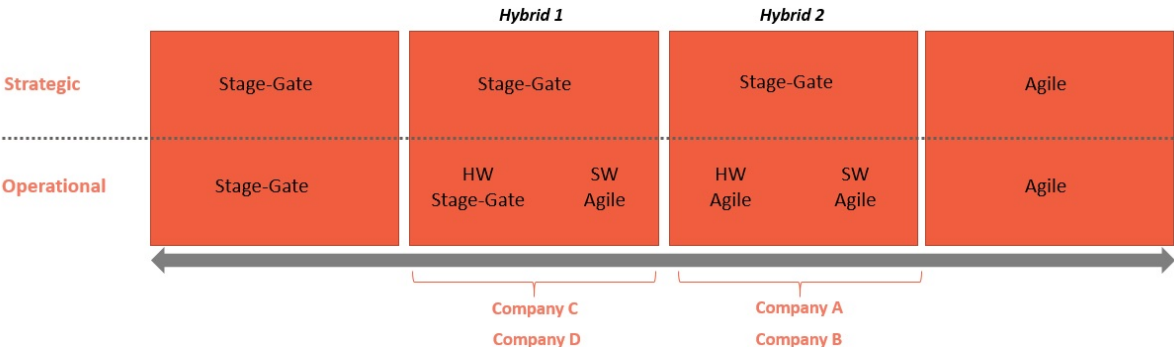 Hybrid 1 Hybrid 2
Strategic Stage-Gate Stage-Gate Stage-Gate Agile
Operational Stage-Gate HW Stage-Gate SW Agile HW Agile SW Agile Agile
Company C Company A
Company D Company B